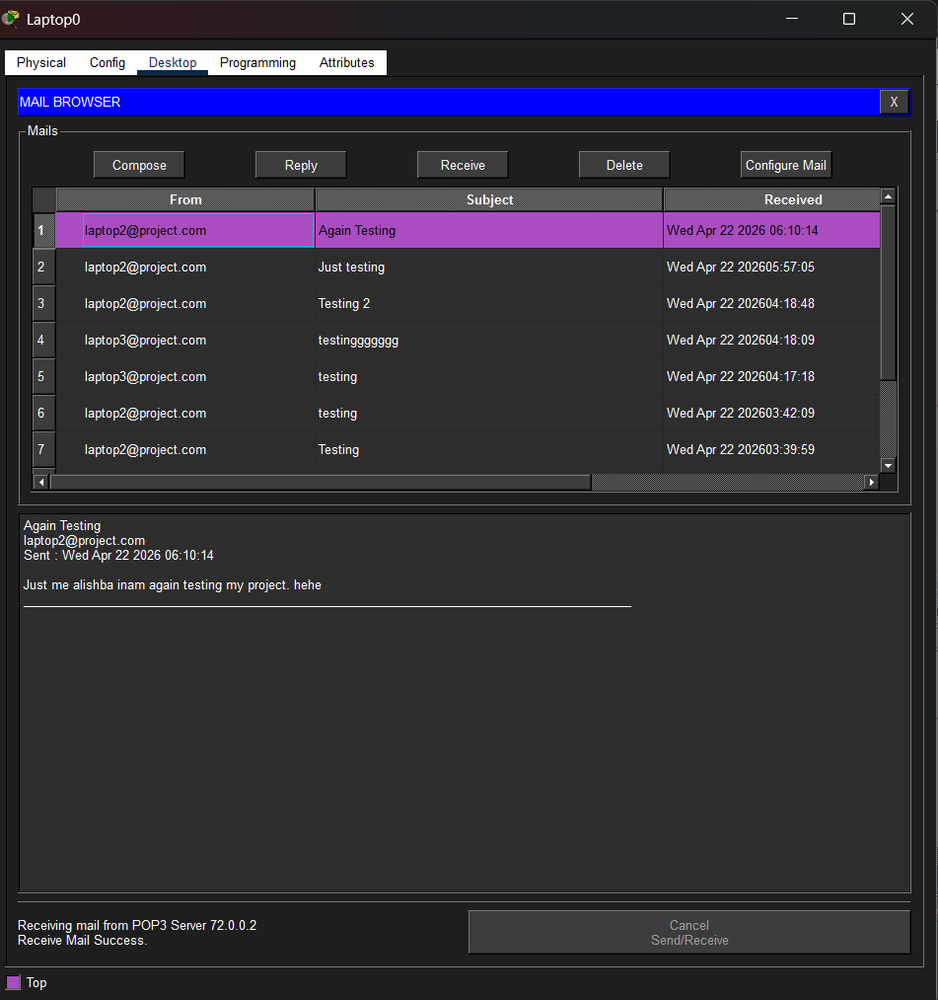 Laptop0
Physical Config Desktop Programming Attributes
MAIL BROWSER X
Mails
Compose Reply Receive Delete Configure Mail
From Subject Received
1 laptop2@project.com Again Testing Wed Apr 22 2026 06:10:14
2 laptop2@project.com Just testing Wed Apr 22 202605:57:05
3 laptop2@project.com Testing 2 Wed Apr 22 202604:18:48
4 laptop3@project.com testinggggggg Wed Apr 22 202604:18:09
5 laptop3@project.com testing Wed Apr 22 202604:17:18
6 laptop2@project.com testing Wed Apr 22 202603:42:09
7 laptop2@project.com Testing Wed Apr 22 202603:39:59
Again Testing
laptop2@project.com
Sent : Wed Apr 22 2026 06:10:14
Just me alishba inam again testing my project. hehe
Receiving mail from POP3 Server 72.0.0.2
Receive Mail Success.
Cancel
Send/Receive
Top